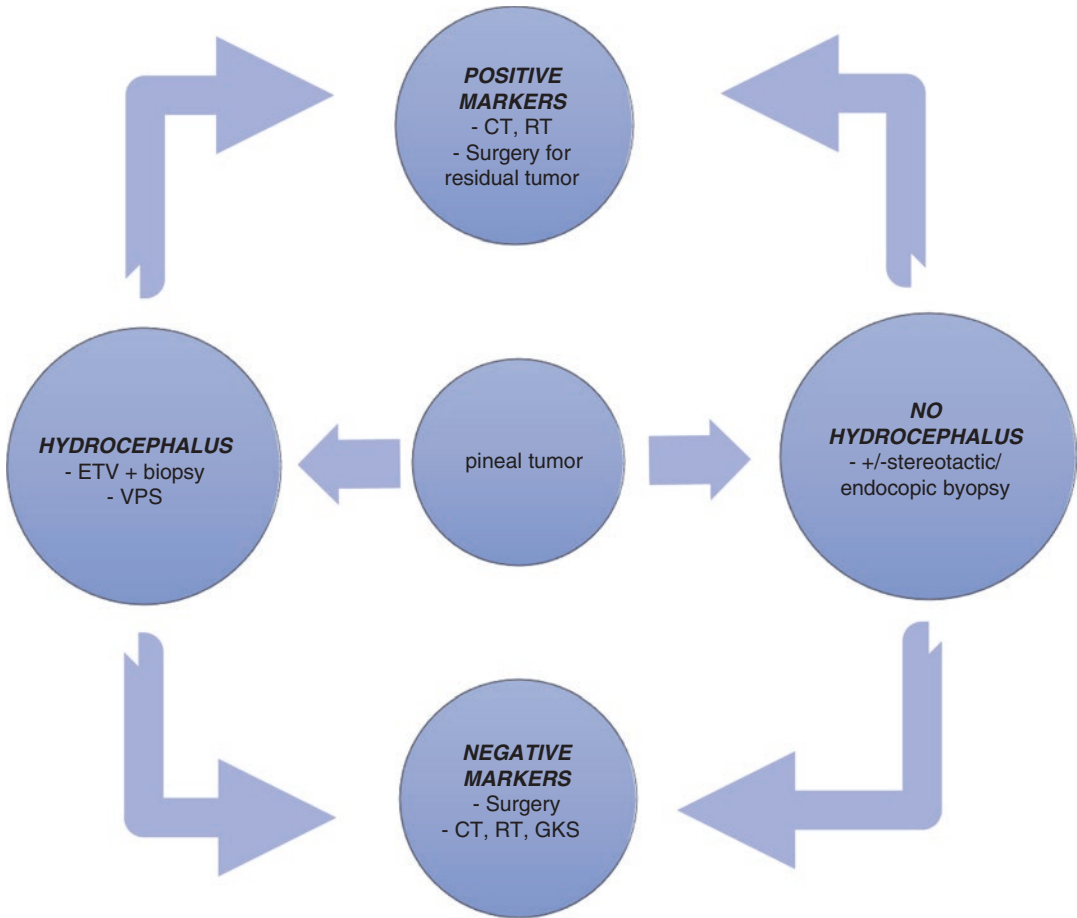 POSITIVE
MARKERS
- CT, RT
- Surgery for
residual tumor
HYDROCEPHALUS
- ETV + biopsy
- VPS
pineal tumor
NO
HYDROCEPHALUS
- +/-stereotactic/
endocopic byopsy
NEGATIVE
MARKERS
- Surgery
- CT, RT, GKS